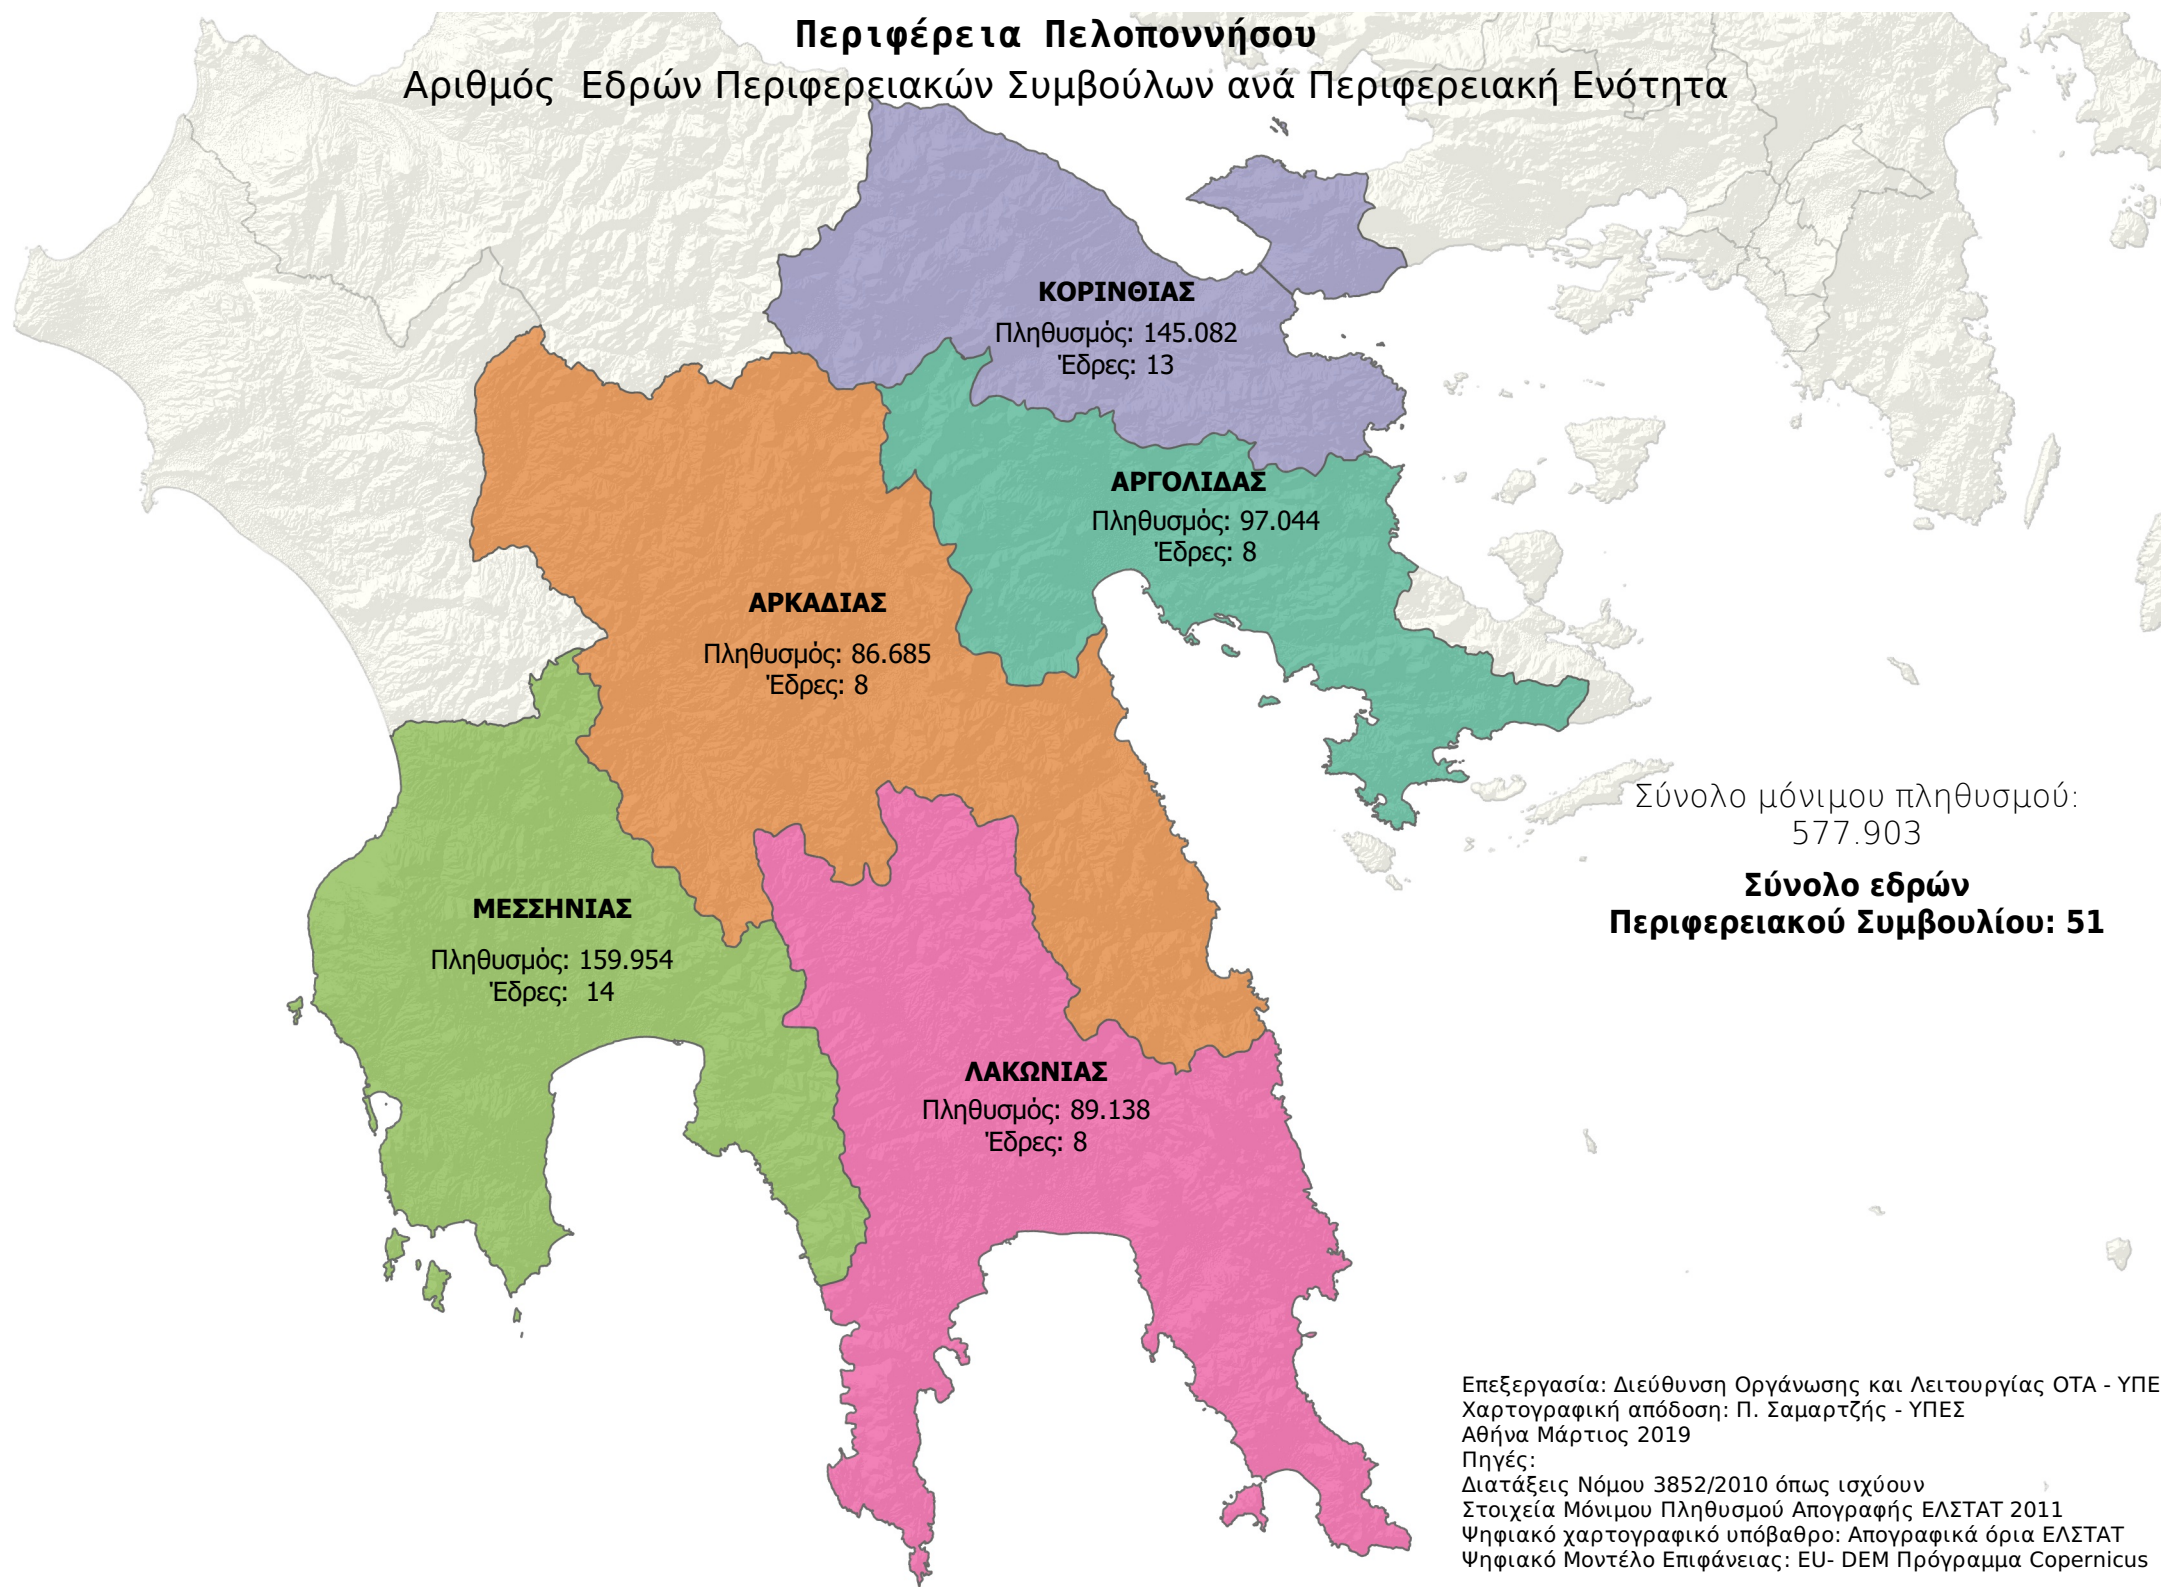 Περιφέρεια Πελοποννήσου
Αριθμός Εδρών Περιφερειακών Συμβούλων ανά Περιφερειακή Ενότητα
ΚΟΡΙΝΘΙΑΣ
Πληθυσμός: 145.082
Έδρες: 13
ΑΡΓΟΛΙΔΑΣ
Πληθυσμός: 97.044
Έδρες: 8
ΑΡΚΑΔΙΑΣ
Πληθυσμός: 86.685
Έδρες: 8
Σύνολο μόνιμου πληθυσμού:
577.903
Σύνολο εδρών
Περιφερειακού Συμβουλίου: 51
ΜΕΣΣΗΝΙΑΣ
Πληθυσμός: 159.954
Έδρες: 14
ΛΑΚΩΝΙΑΣ
Πληθυσμός: 89.138
Έδρες: 8
Επεξεργασία: Διεύθυνση Οργάνωσης και Λειτουργίας ΟΤΑ - ΥΠΕ
Χαρτογραφική απόδοση: Π. Σαμαρτζής - ΥΠΕΣ
Αθήνα Μάρτιος 2019
Πηγές:
Διατάξεις Νόμου 3852/2010 όπως ισχύουν
Στοιχεία Μόνιμου Πληθυσμού Απογραφής ΕΛΣΤΑΤ 2011
Ψηφιακό χαρτογραφικό υπόβαθρο: Απογραφικά όρια ΕΛΣΤΑΤ
Ψηφιακό Μοντέλο Επιφάνειας: EU- DEM Πρόγραμμα Copernicus